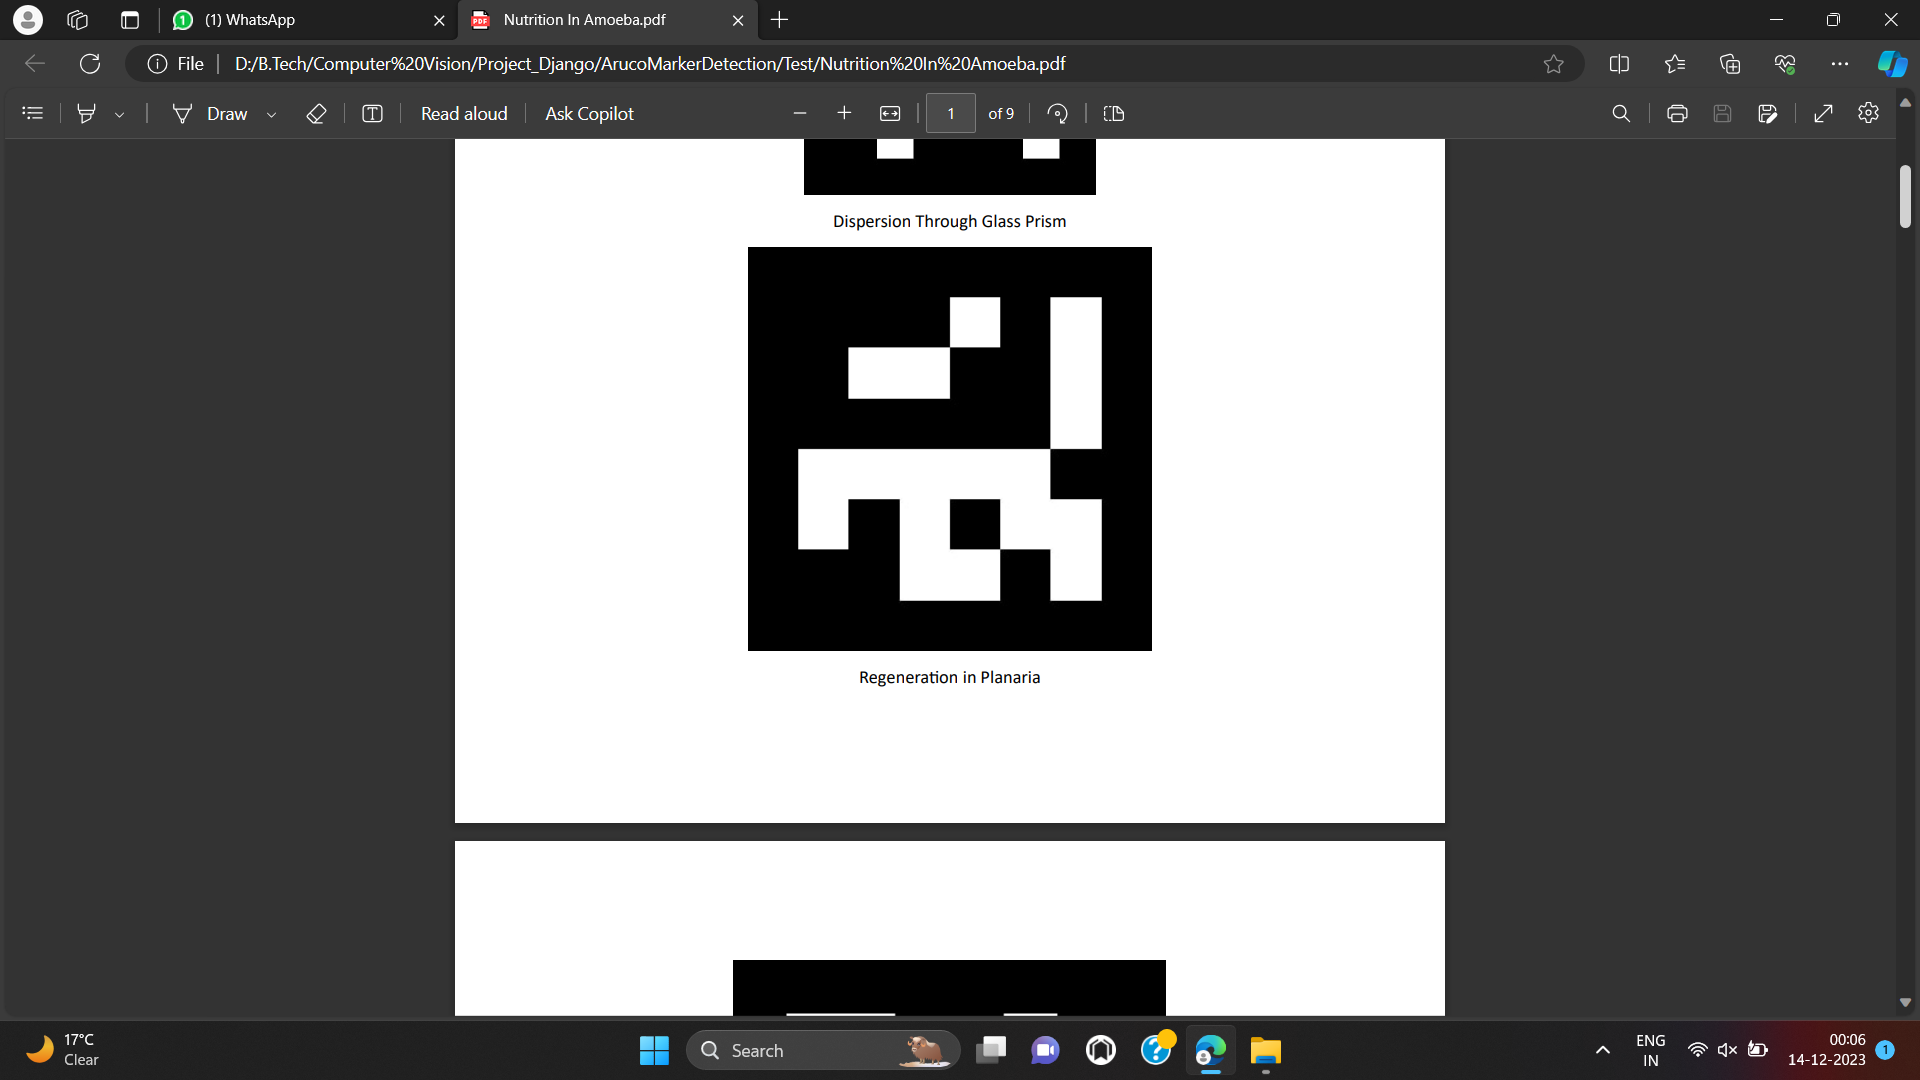 (1) WhatsApp
Nutrition In Amoeba.pdf
File
D:/B.Tech/Computer%20Vision/Project_Django/ArucoMarkerDetection/Test/Nutrition%20In%20Amoeba.pdf
Draw
Read aloud
Ask Copilot
1
of 9
Dispersion Through Glass Prism
Regeneration in Planaria
17°C
Clear
Search
ENG
IN
00:06
14-12-2023
1